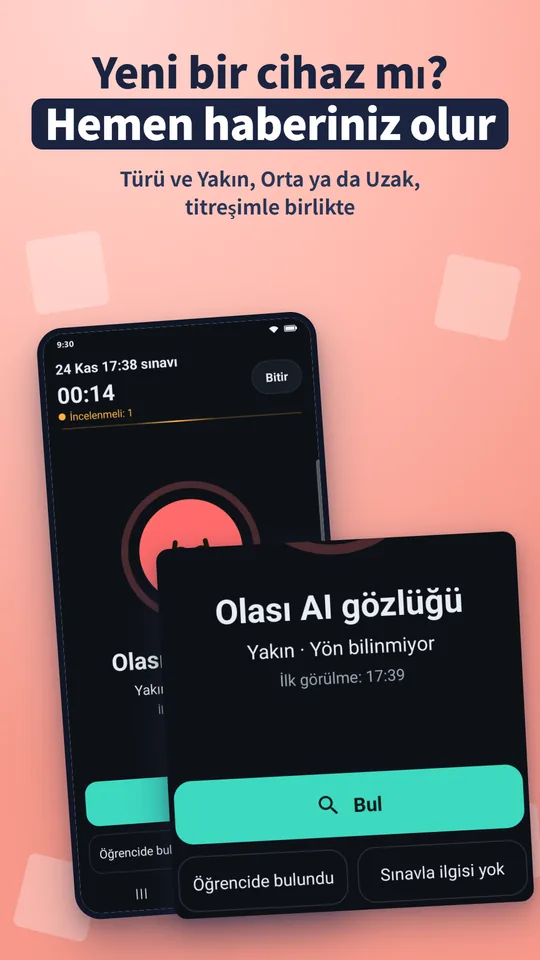 Yeni bir cihaz mı?
Hemen haberiniz olur
Türü ve Yakın, Orta ya da Uzak,
titreşimle birlikte
9:30
24 Kas 17:38 sınavı
00:14
Bitir
İncelenmeli: 1
Olası AI gözlüğü
Yakın · Yön bilinmiyor
İlk görülme: 17:39
Bul
Öğrencide bulundu
Sınavla ilgisi yok